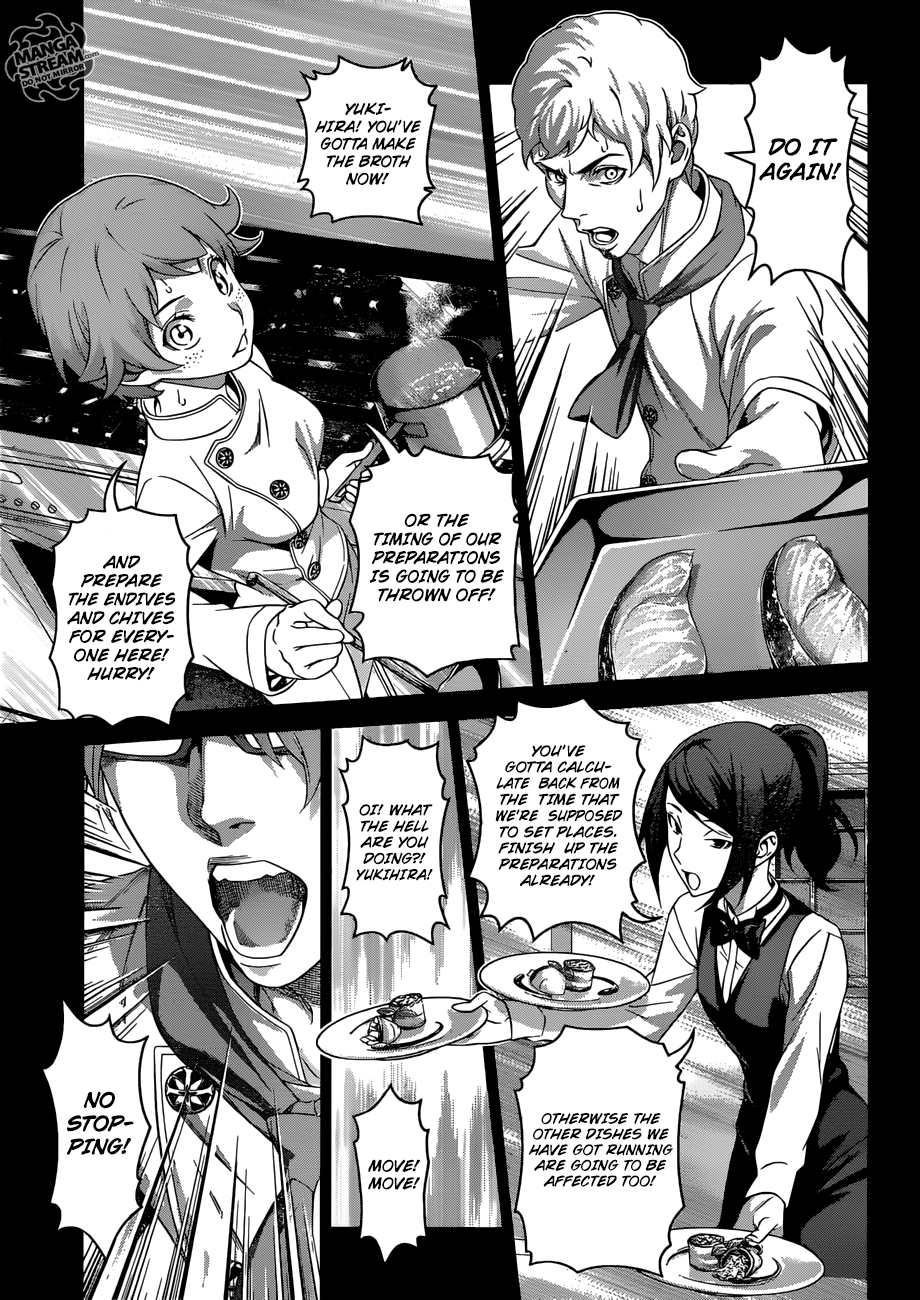 MANGA
STREAM.com
DO NOT MIRROR
DO IT
AGAIN!
YUKI-
HIRA! YOU'VE
GOTTA MAKE
THE BROTH
NOW!
OR THE
TIMING OF OUR
PREPARATIONS
IS GOING TO BE
THROWN OFF!
AND
PREPARE
THE ENDIVES
AND CHIVES
FOR EVERY-
ONE HERE!
HURRY!
YOU'VE
GOTTA CALCU-
LATE BACK FROM
THE TIME THAT
WE'RE SUPPOSED
TO SET PLACES.
FINISH UP THE
PREPARATIONS
ALREADY!
OTHERWISE THE
OTHER DISHES WE
HAVE GOT RUNNING
ARE GOING TO BE
AFFECTED TOO!
OI! WHAT
THE HELL
ARE YOU
DOING?!
YUKIHIRA!
MOVE!
MOVE!
NO
STOP-
PING!